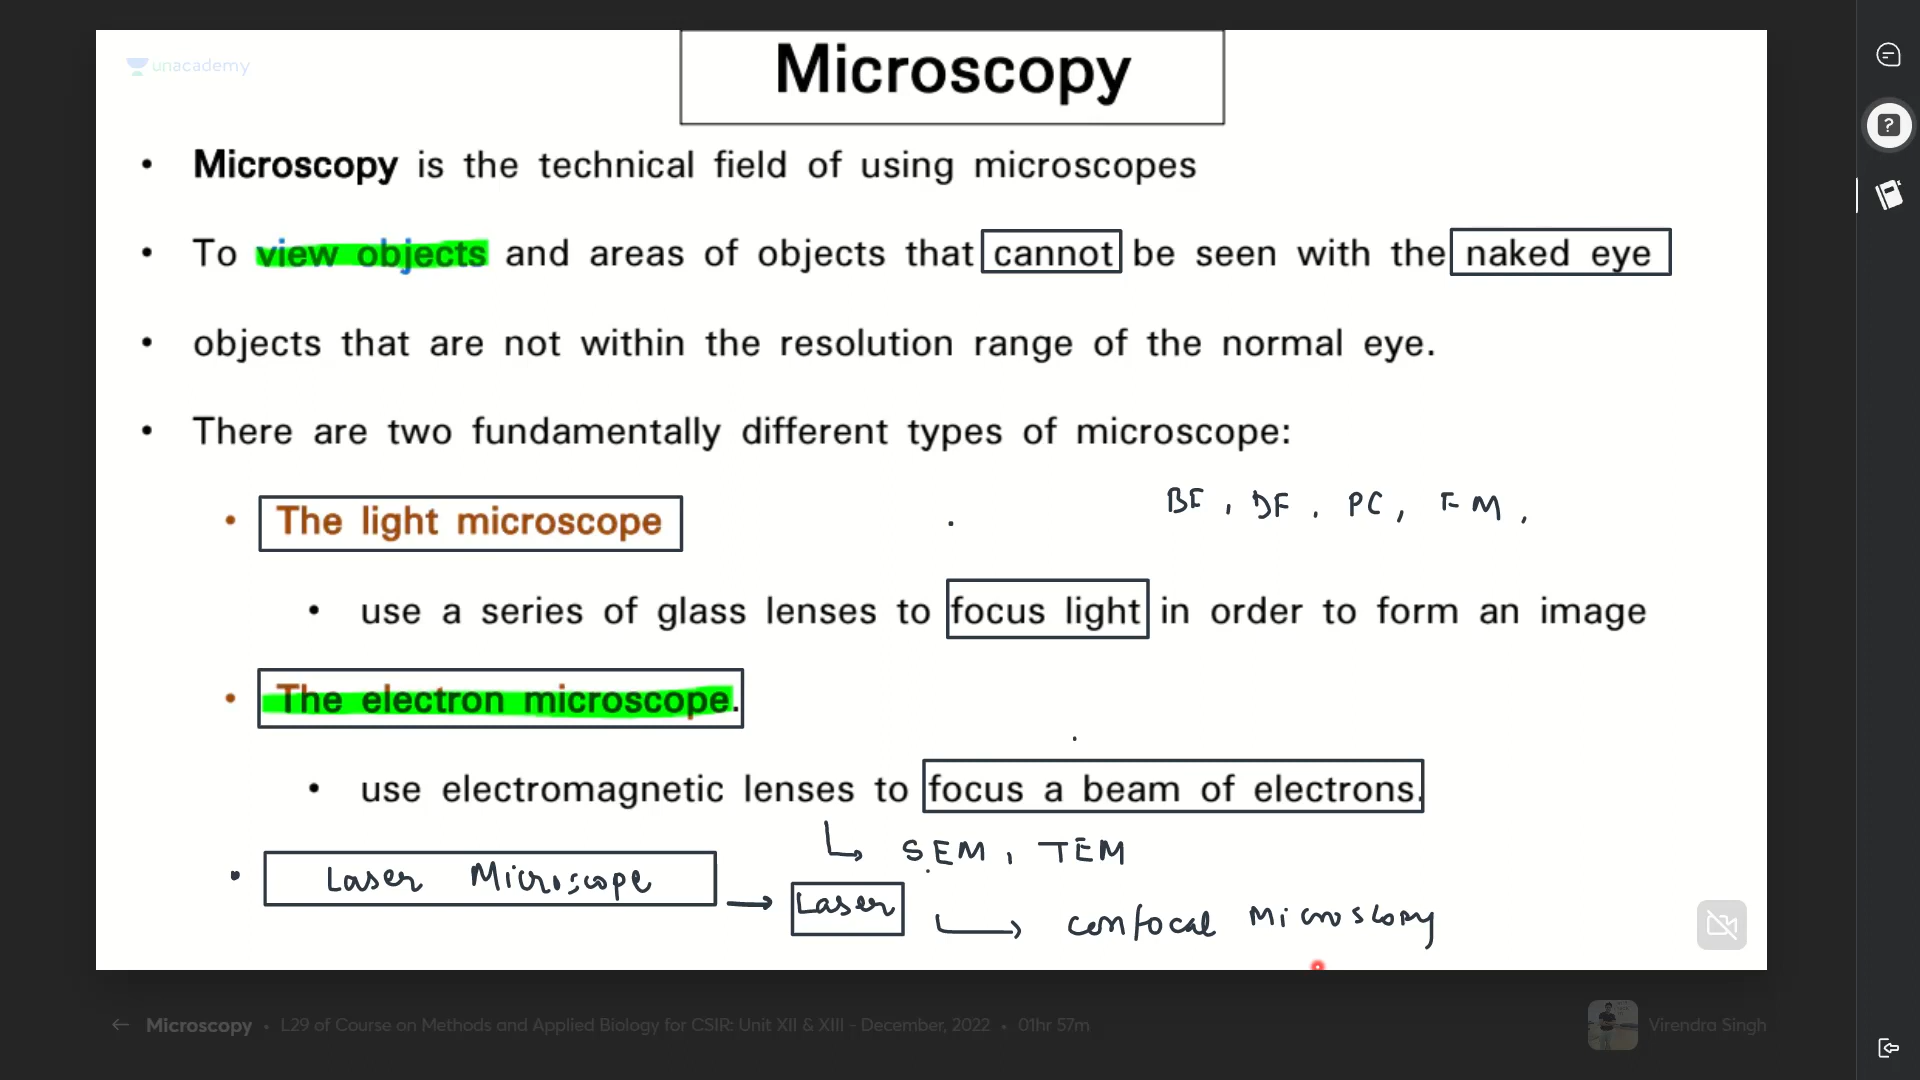 unacademy
Microscopy
• Microscopy is the technical field of using microscopes
• To view objects and areas of objects that cannot be seen with the naked eye
• objects that are not within the resolution range of the normal eye.
• There are two fundamentally different types of microscope:
BF, DF, PC, FM,
• The light microscope
• use a series of glass lenses to focus light in order to form an image
• The electron microscope.
• use electromagnetic lenses to focus a beam of electrons.
SEM, TEM
• Laser Microscope → Laser → Confocal Microscopy
← Microscopy • L29 of Course on Methods and Applied Biology for CSIR: Unit XII & XIII - December, 2022 • 01hr 57m
Virendra Singh